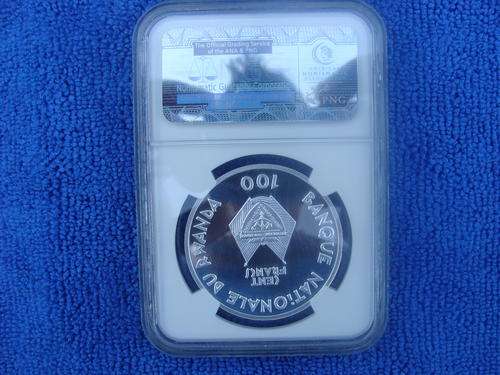 The Official Grading Service
of the ANA & PNG
Numismatic Guaranty Corporation
PNG
BANQUE NATIONALE DU RWANDA
100
CENT
FRANCS